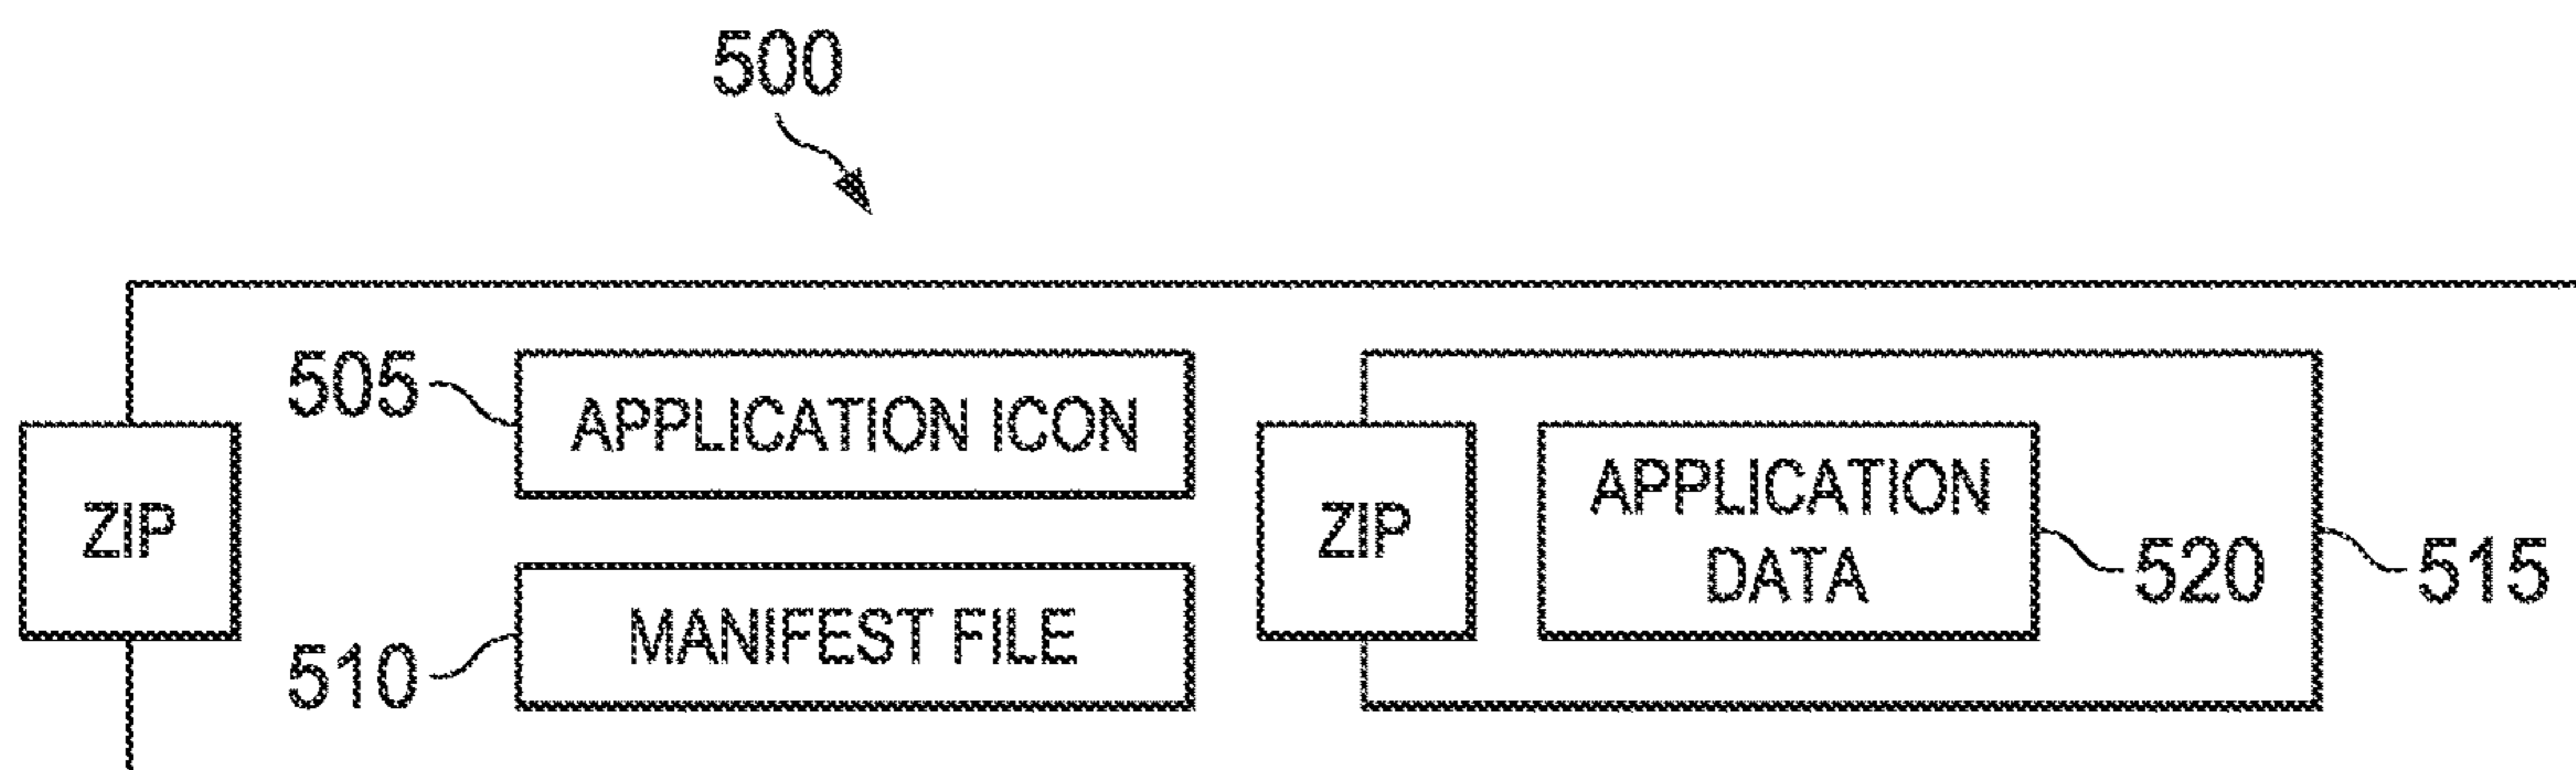 500
505
APPLICATION ICON
ZIP
ZIP
APPLICATION
DATA
520
515
510
MANIFEST FILE